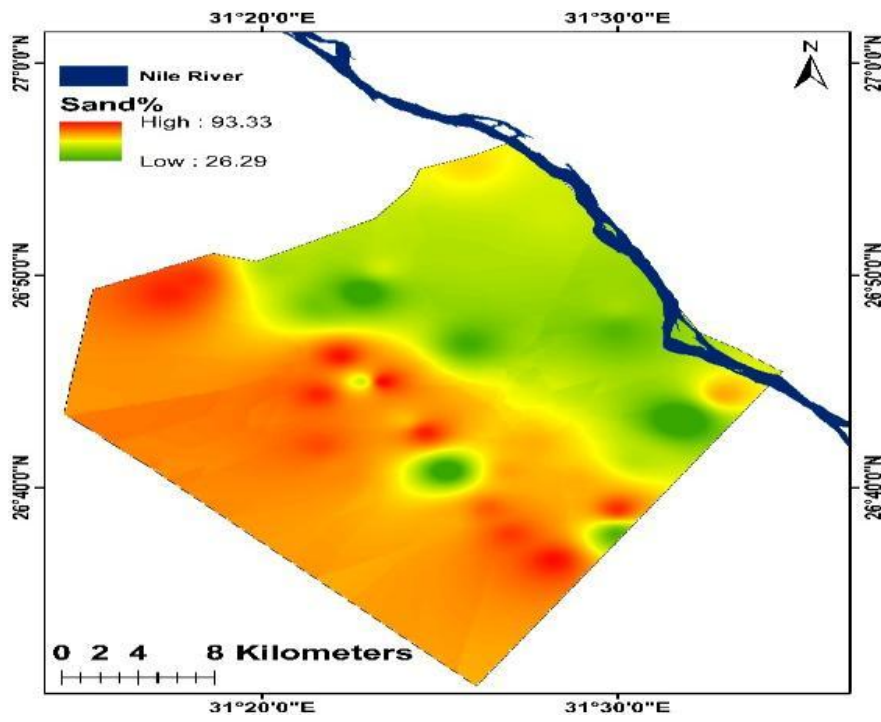 31°20'0"E 31°30'0"E
N
27°0'0"N 27°0'0"N
Nile River
Sand%
High : 93.33
Low : 26.29
26°50'0"N 26°50'0"N
26°40'0"N 26°40'0"N
0 2 4 8 Kilometers
31°20'0"E 31°30'0"E